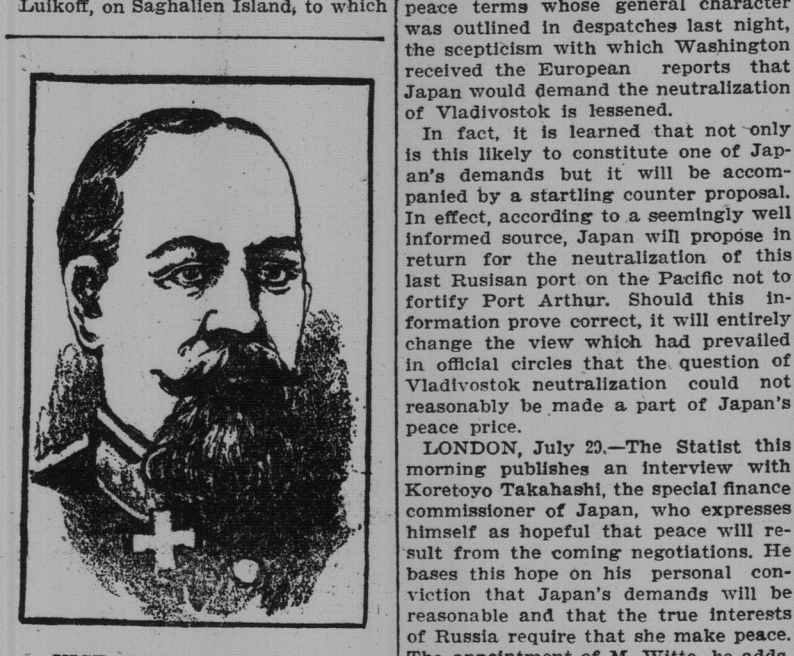 Luikoff, on Saghalien Island, to which
peace terms whose general character
was outlined in despatches last night,
the scepticism with which Washington
received the European reports that
Japan would demand the neutralization
of Vladivostok is lessened.
In fact, it is learned that not only
is this likely to constitute one of Jap-
an's demands but it will be accom-
panied by a startling counter proposal.
In effect, according to a seemingly well
informed source, Japan will propose in
return for the neutralization of this
last Rusisan port on the Pacific not to
fortify Port Arthur. Should this in-
formation prove correct, it will entirely
change the view which had prevailed
in official circles that the question of
Vladivostok neutralization could not
reasonably be made a part of Japan's
peace price.
LONDON, July 29.—The Statist this
morning publishes an interview with
Koretoyo Takahashi, the special finance
commissioner of Japan, who expresses
himself as hopeful that peace will re-
sult from the coming negotiations. He
bases this hope on his personal con-
viction that Japan's demands will be
reasonable and that the true interests
of Russia require that she make peace.
The appointment of M. Witte, he adds,